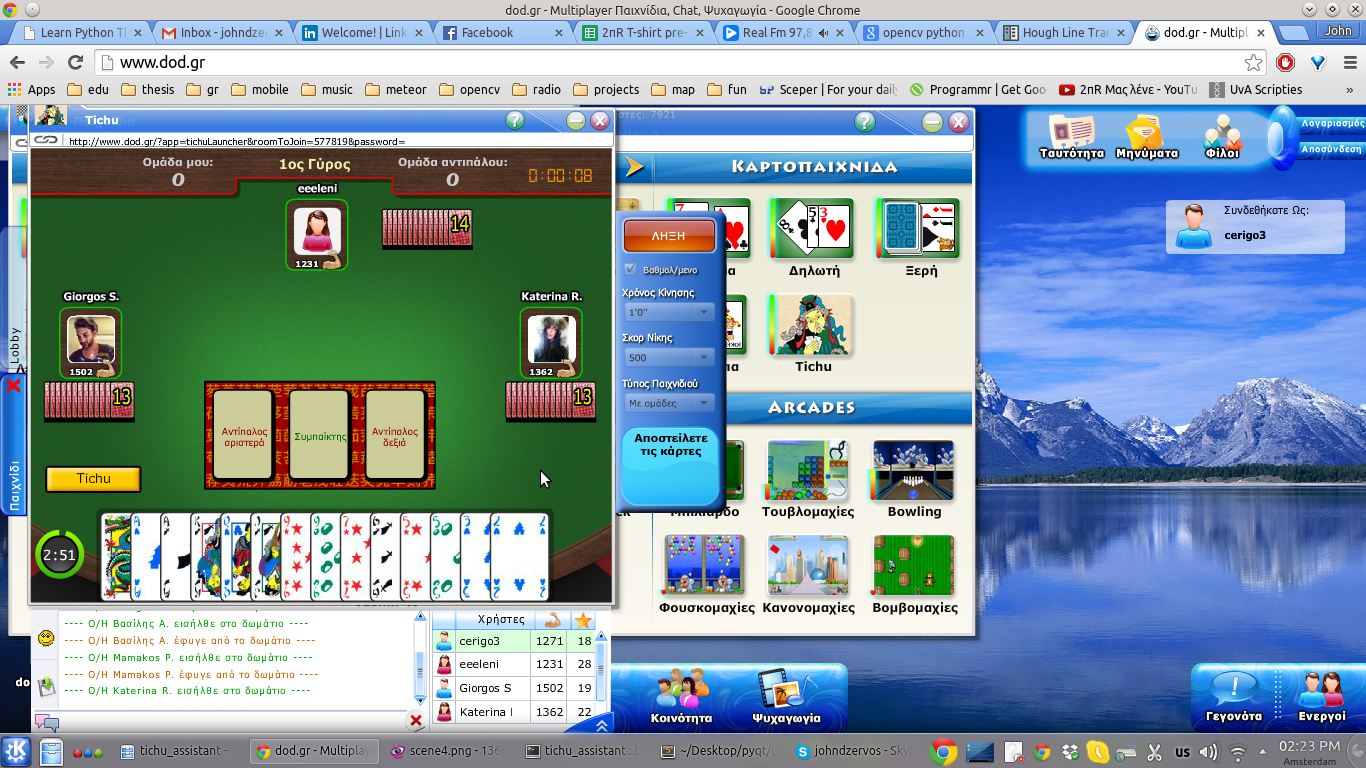 dod.gr - Multiplayer Παιχνίδια, Chat, Ψυχαγωγία - Google Chrome
Learn Python T
Inbox - johndzer
Welcome! | Link
Facebook
2nR T-shirt pre-
Real Fm 97,8
opencv python
Hough Line Tra
dod.gr - Multipl
John
www.dod.gr
Apps
edu
thesis
gr
mobile
music
meteor
opencv
radio
projects
map
fun
Sceper | For your daily
Programmr | Get Goo
2nR Μας λένε - YouTu
UvA Scripties
»
Tichu
στες: 7921
http://www.dod.gr/?app=tichuLauncher&roomToJoin=577819&password=
Ομάδα μου:
0
1ος Γύρος
Ομάδα αντιπάλου:
0
0:00:08
eeeleni
1231
14
Giorgos S.
1502
13
Katerina R.
1362
13
Αντίπαλος αριστερά
Συμπαίκτης
Αντίπαλος δεξιά
Tichu
2:51
Lobby
Παιχνίδι
ΛΗΞΗ
Βαθμολ/μενο
Χρόνος Κίνησης
1'0"
Σκορ Νίκης
500
Τύπος Παιχνιδιού
Με ομάδες
Αποστείλετε
τις κάρτες
ΚΑΡΤΟΠΑΙΧΝΙΔΑ
Δηλωτή
Ξερή
Tichu
ARCADES
Μπιλιάρδο
Τουβλομαχίες
Bowling
Φουσκομαχίες
Κανονομαχίες
Βομβομαχίες
Ταυτότητα
Μηνύματα
Φίλοι
Λογαριασμός
Αποσύνδεση
Συνδεθήκατε Ως:
cerigo3
---- Ο/Η Βασίλης Α. εισήλθε στο δωμάτιο ----
---- Ο/Η Βασίλης Α. έφυγε από το δωμάτιο ----
---- Ο/Η Mamakos P. εισήλθε στο δωμάτιο ----
---- Ο/Η Mamakos P. έφυγε από το δωμάτιο ----
---- Ο/Η Katerina R. εισήλθε στο δωμάτιο ----
Χρήστες
cerigo3 1271 18
eeeleni 1231 28
Giorgos S 1502 19
Katerina 1362 22
do
Κοινότητα
Ψυχαγωγία
Γεγονότα
Ενεργοί
tichu_assistant –
dod.gr - Multiplay
scene4.png - 1366
tichu_assistant : b
~/Desktop/pyqt/
johndzervos - Sky
us
02:23 PM
Amsterdam